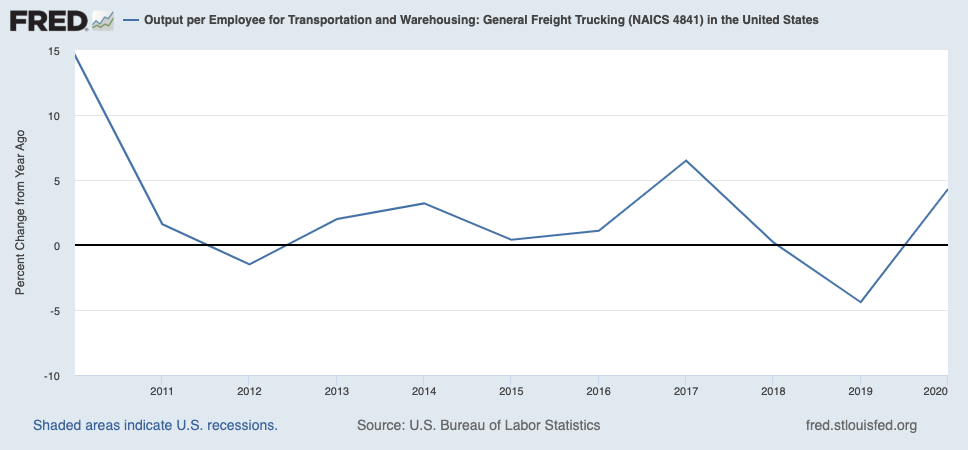 FRED
Output per Employee for Transportation and Warehousing: General Freight Trucking (NAICS 4841) in the United States
Percent Change from Year Ago
15
10
5
0
-5
-10
2011 2012 2013 2014 2015 2016 2017 2018 2019 2020
Shaded areas indicate U.S. recessions. Source: U.S. Bureau of Labor Statistics fred.stlouisfed.org